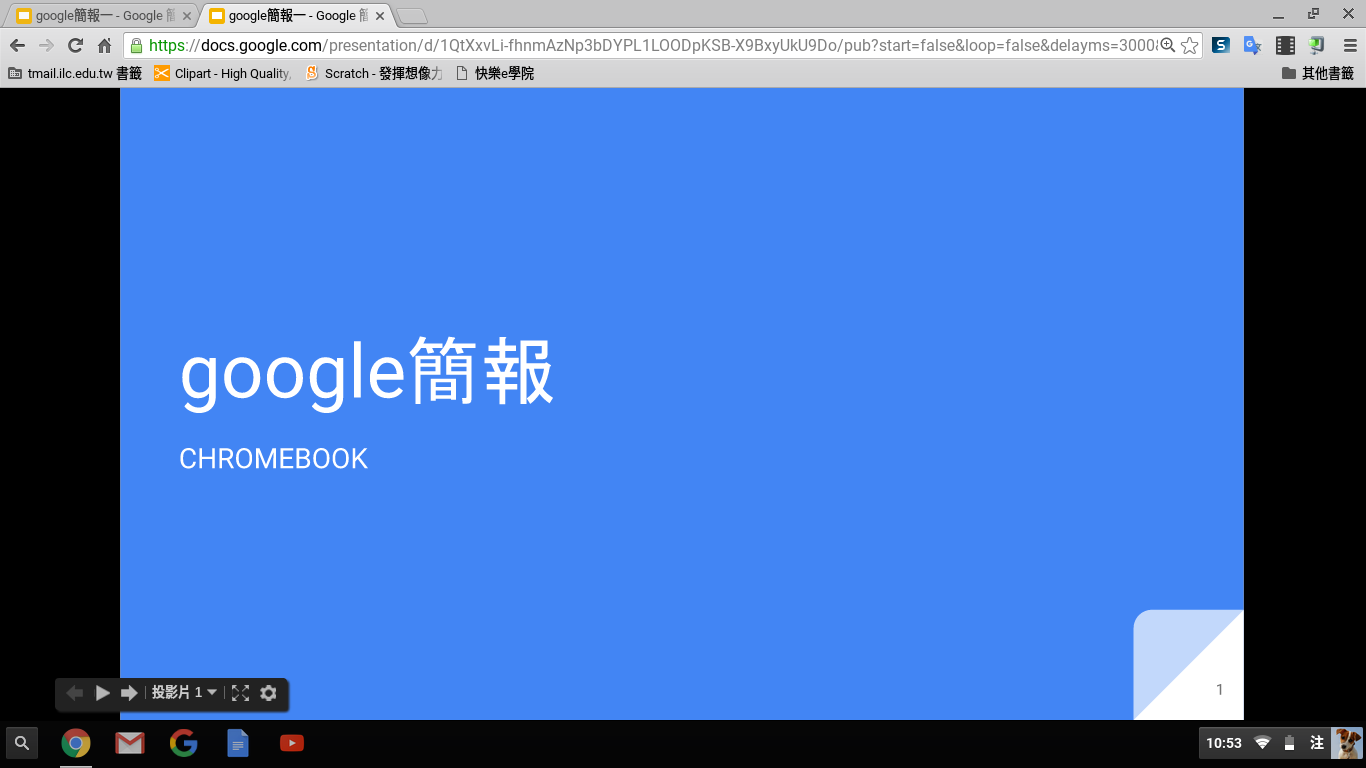 google簡報一 - Google 簡
google簡報一 - Google 簡
https://docs.google.com/presentation/d/1QtXxvLi-fhnmAzNp3bDYPL1LOODpKSB-X9BxyUkU9Do/pub?start=false&loop=false&delayms=3000&
tmail.ilc.edu.tw 書籤
Clipart - High Quality,
Scratch - 發揮想像力
快樂e學院
其他書籤
google簡報
CHROMEBOOK
1
投影片 1
10:53
注